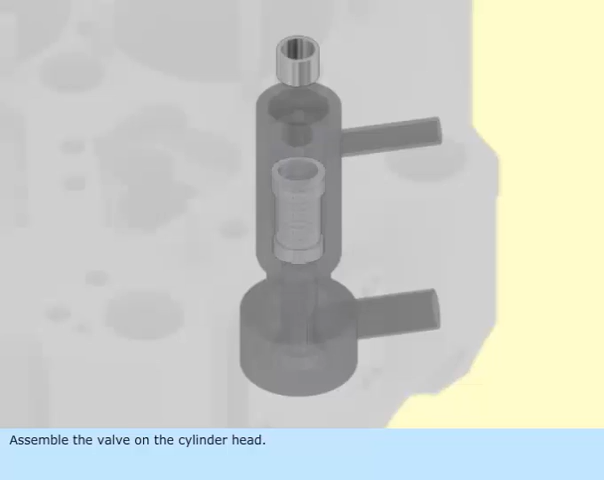 Assemble the valve on the cylinder head.